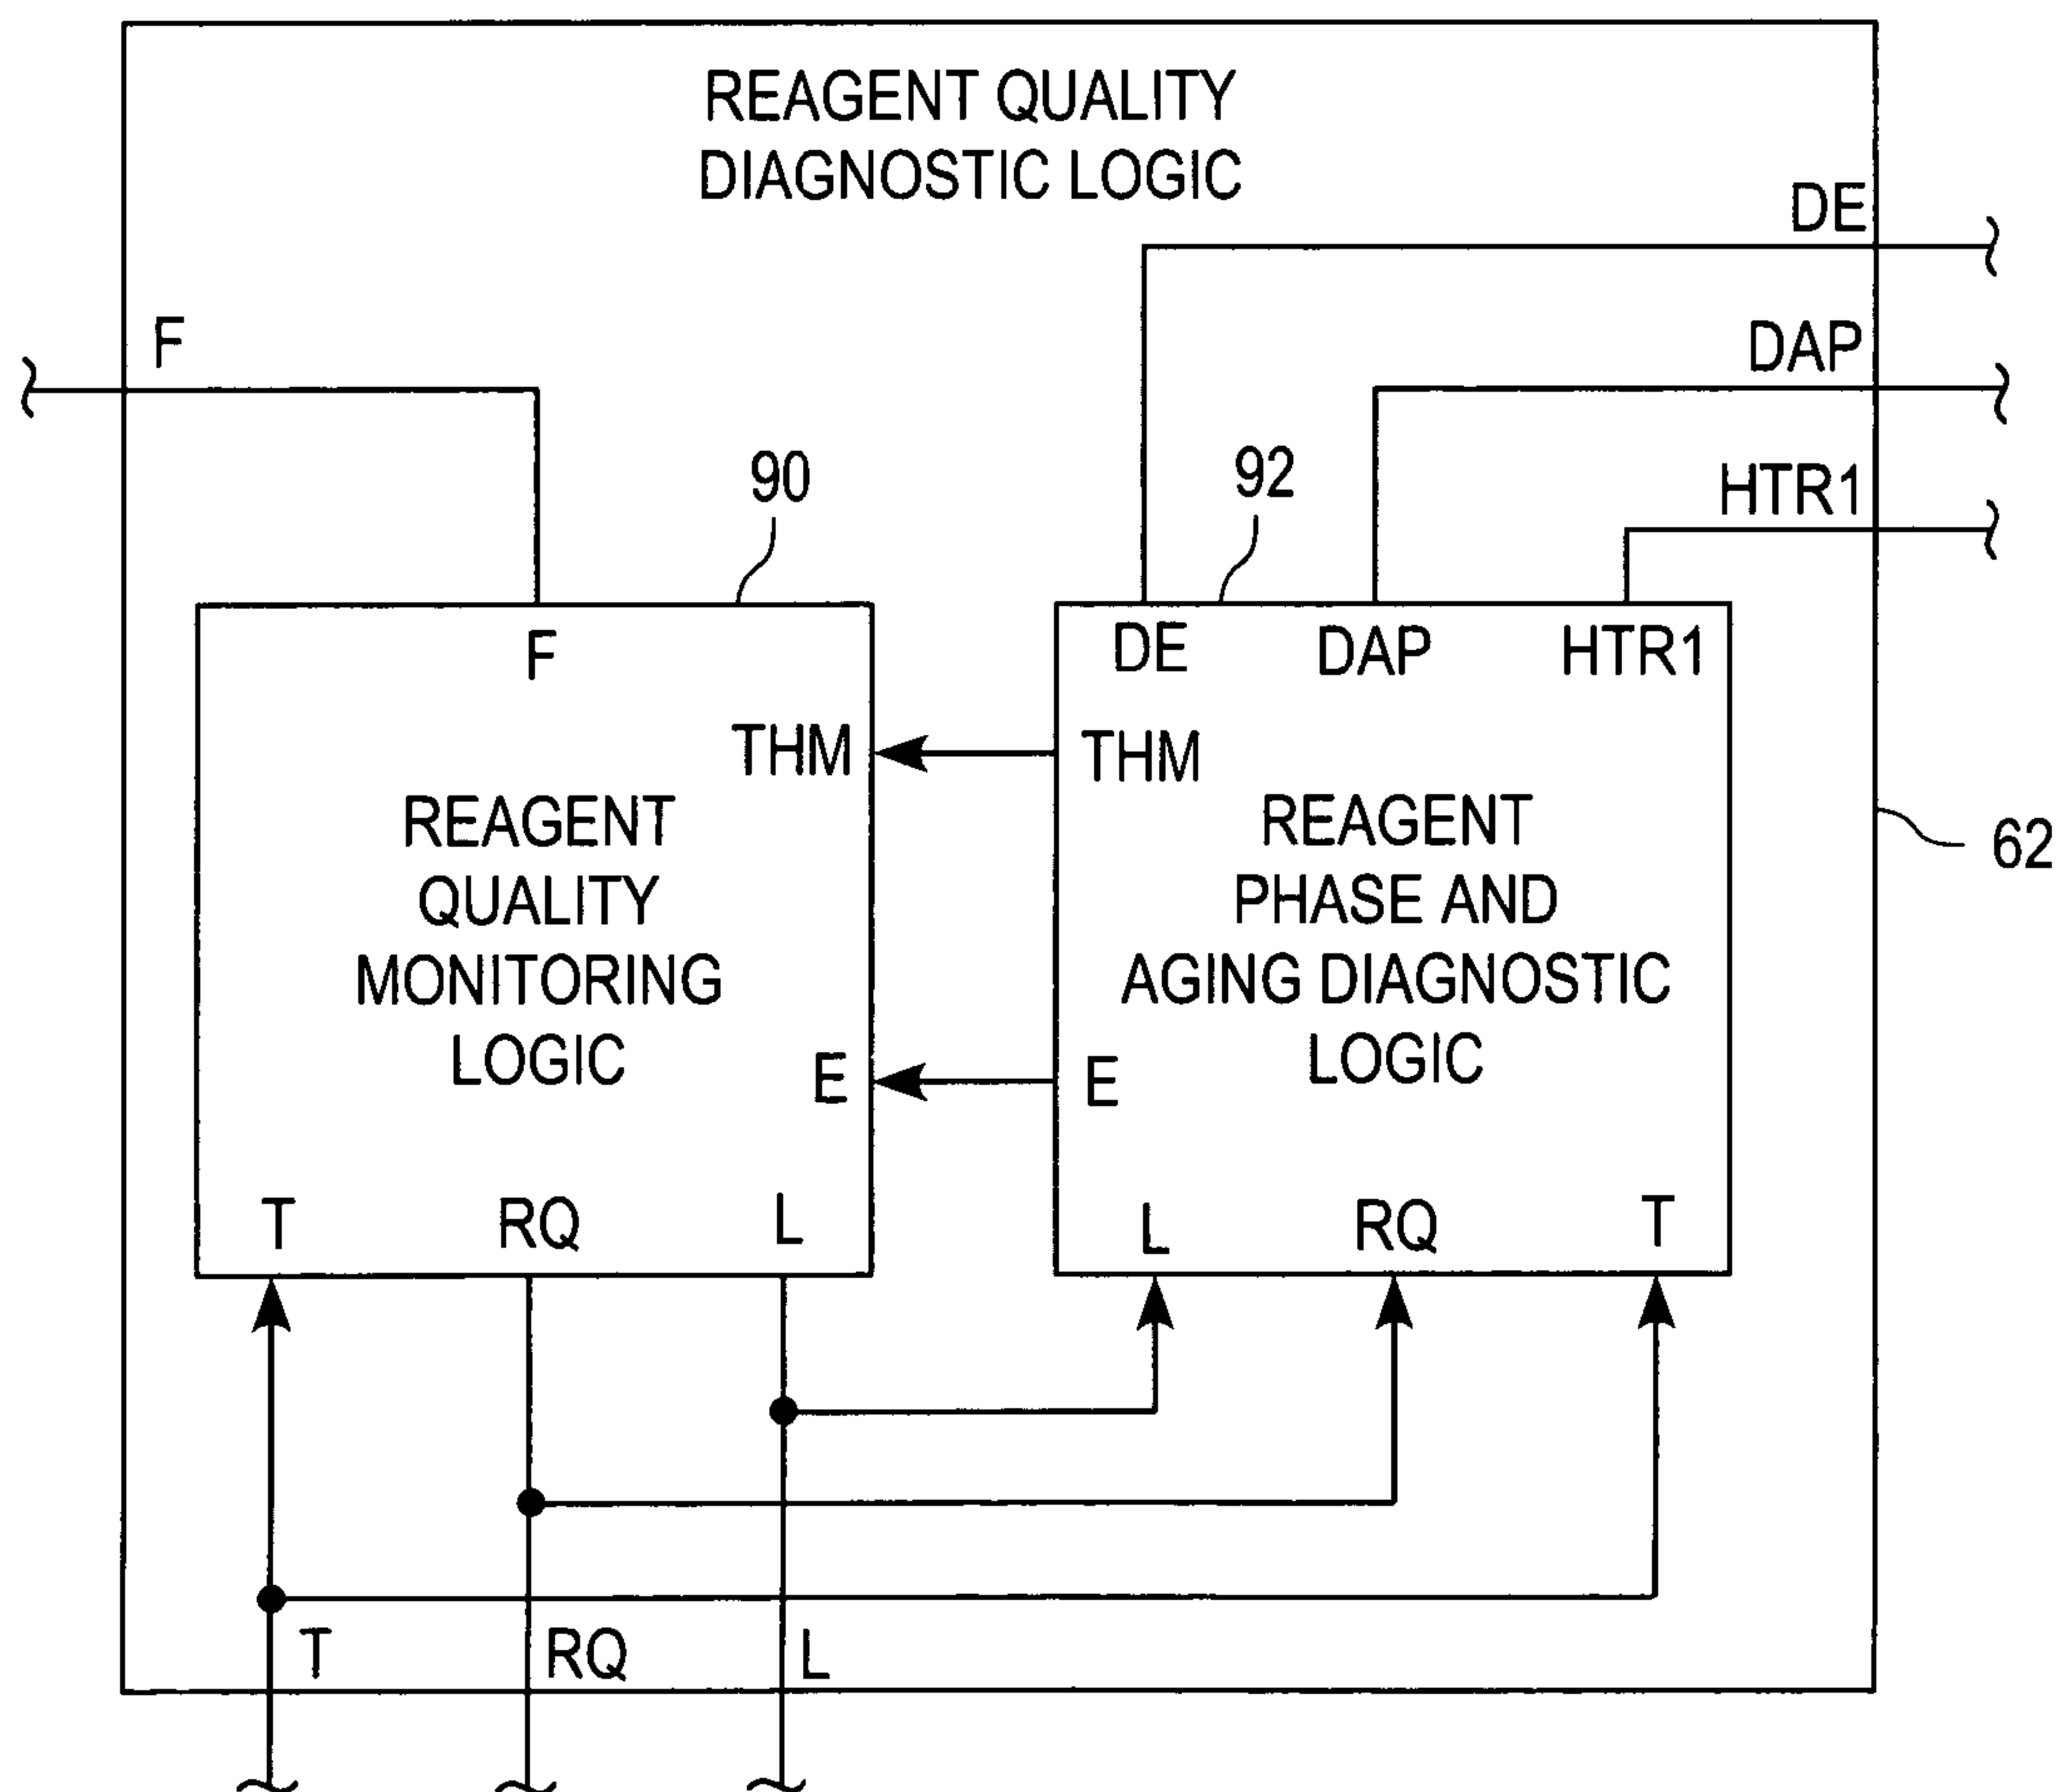 REAGENT QUALITY
DIAGNOSTIC LOGIC
DE
F
DAP
HTR1
90
92
F
THM
REAGENT
QUALITY
MONITORING
LOGIC
E
T
RQ
L
DE
DAP
HTR1
THM
REAGENT
PHASE AND
AGING DIAGNOSTIC
LOGIC
E
L
RQ
T
62
T
RQ
L